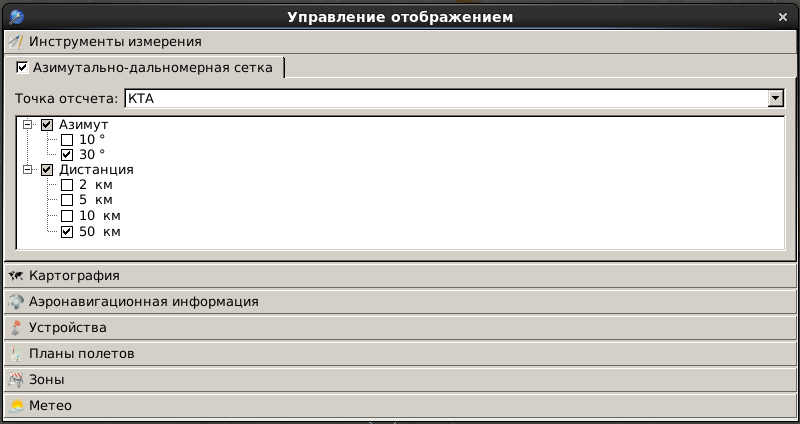 Управление отображением
Инструменты измерения
Азимутально-дальномерная сетка
Точка отсчета: КТА
Азимут
10 °
30 °
Дистанция
2 км
5 км
10 км
50 км
Картография
Аэронавигационная информация
Устройства
Планы полетов
Зоны
Метео